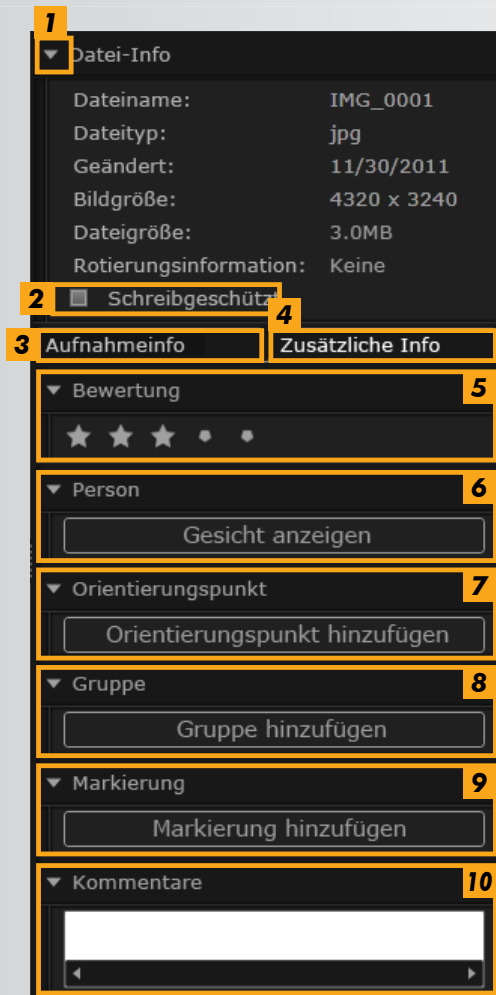 1
Datei-Info
Dateiname: IMG_0001
Dateityp: jpg
Geändert: 11/30/2011
Bildgröße: 4320 x 3240
Dateigröße: 3.0MB
Rotierungsinformation: Keine
2 Schreibgeschützt
4
3 Aufnahmeinfo Zusätzliche Info
Bewertung 5
Person 6
Gesicht anzeigen
Orientierungspunkt 7
Orientierungspunkt hinzufügen
Gruppe 8
Gruppe hinzufügen
Markierung 9
Markierung hinzufügen
Kommentare 10